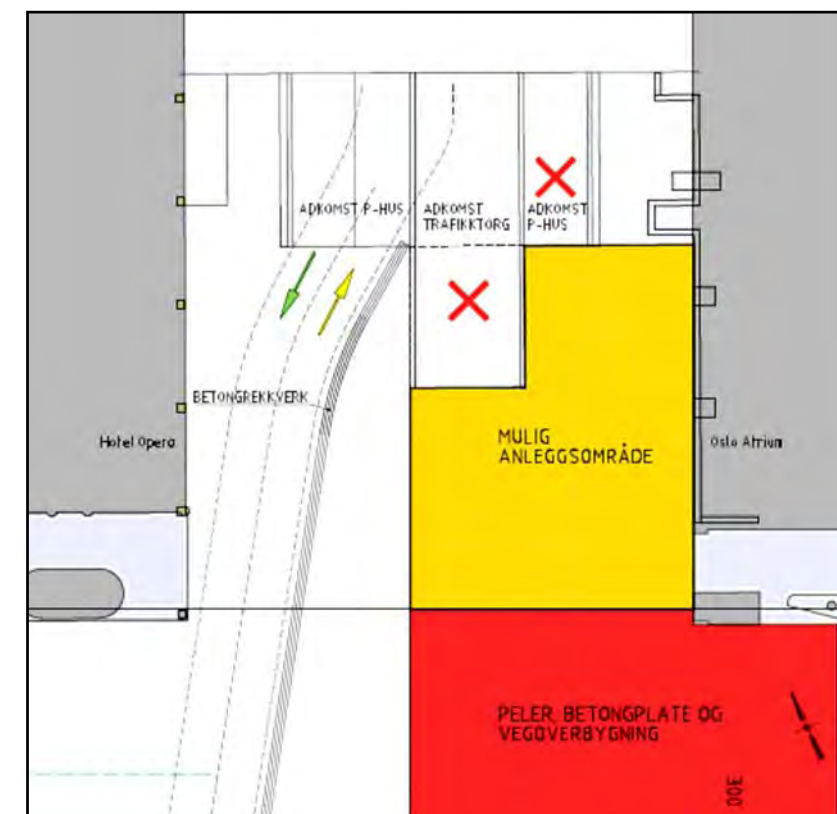 ADKOMST P-HUS
ADKOMST
TRAFIKKTORG
ADKOMST
P-HUS
BETONGREKKVERK
Hotel Opera
MULIG
ANLEGGSOMRÅDE
Oslo Atrium
PELER, BETONGPLATE OG
VEGOVERBYGNING